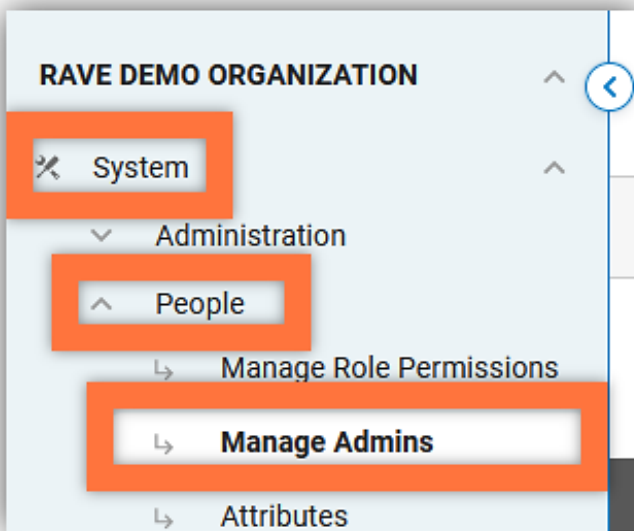 RAVE DEMO ORGANIZATION
System
Administration
People
Manage Role Permissions
Manage Admins
Attributes